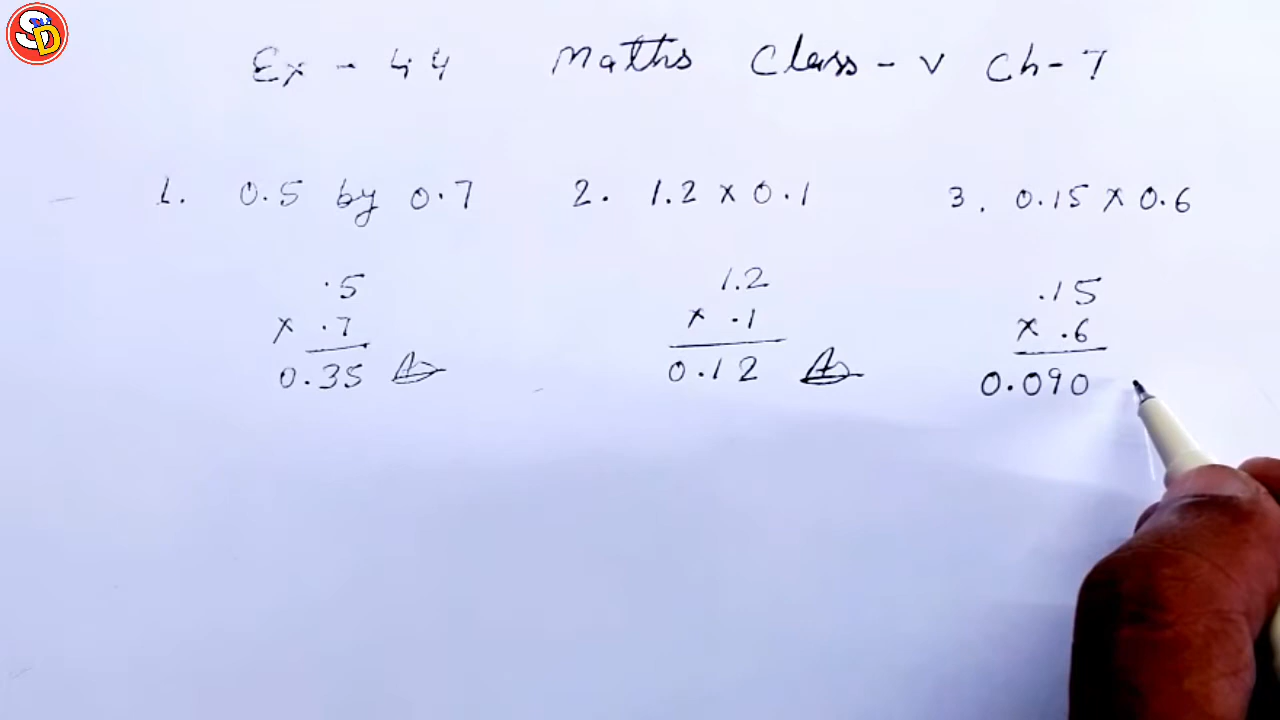 SD
Ex - 44 Maths Class - V Ch - 7
1. 0.5 by 0.7 2. 1.2 x 0.1 3. 0.15 x 0.6
.5 1.2 .15
x .7 x .1 x .6
0.35 0.12 0.090